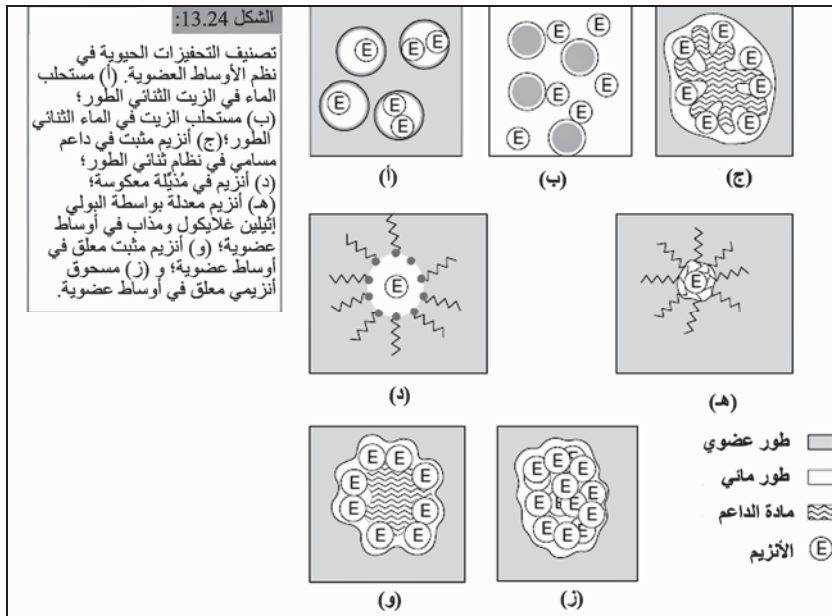 الشكل 13.24:
تصنيف التحفيزات الحيوية في
نظم الأوساط العضوية. (أ) مستحلب
الماء في الزيت الثنائي الطور؛
(ب) مستحلب الزيت في الماء الثنائي
الطور؛(ج) أنزيم مثبت في داعم
مسامي في نظام ثنائي الطور؛
(د) أنزيم في مُذيَّلة معكوسة؛
(هـ) أنزيم معدلة بواسطة البولي
إثيلين غلايكول ومذاب في أوساط
عضوية؛ (و) أنزيم مثبت معلق في
أوساط عضوية؛ و (ز) مسحوق
أنزيمي معلق في أوساط عضوية.
E E E E E E
(أ)
E E E E E E
(ب)
E E E E E E E
(ج)
E
(د)
E
(هـ)
E E E E E E E E
(و)
E E E E E E E E E E E
(ز)
طور عضوي
طور مائي
مادة الداعم
الأنزيم E